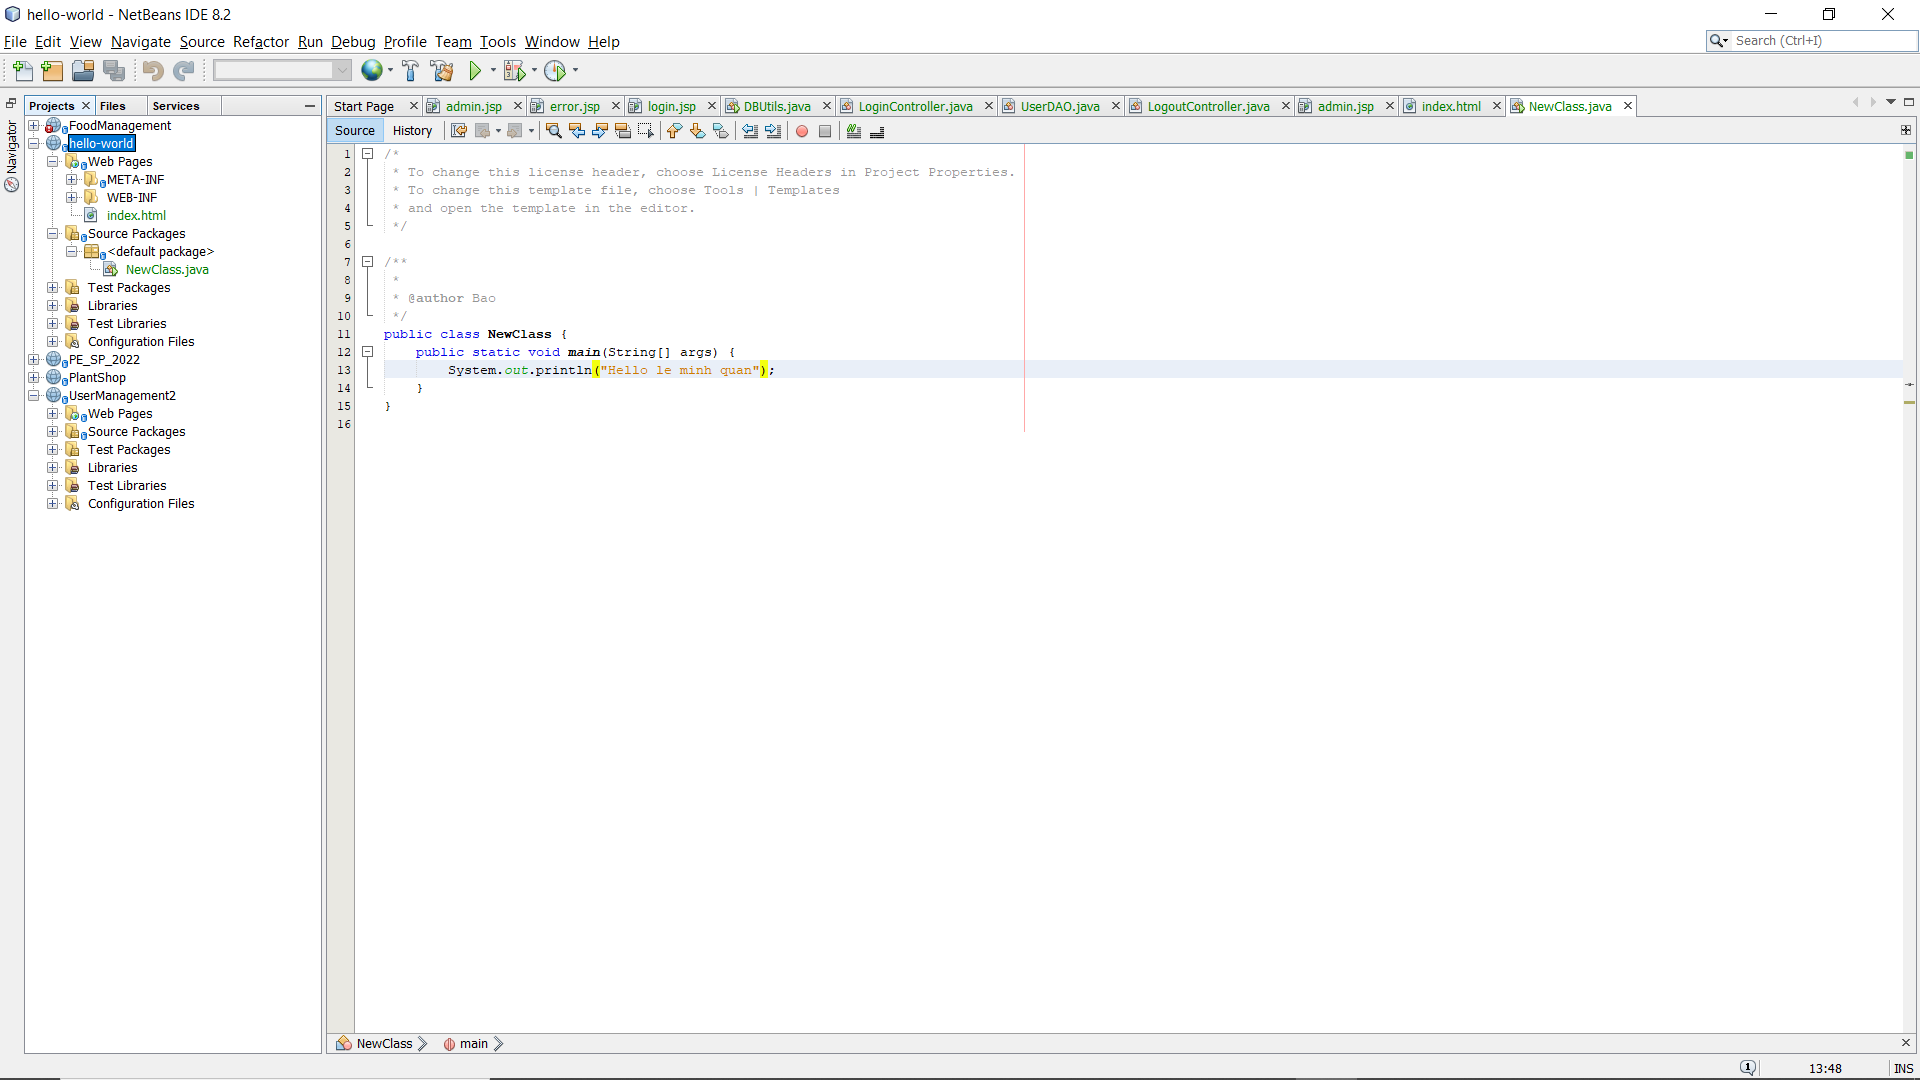 hello-world - NetBeans IDE 8.2
File Edit View Navigate Source Refactor Run Debug Profile Team Tools Window Help
Search (Ctrl+I)
Navigator
Projects Files Services
FoodManagement
hello-world
Web Pages
META-INF
WEB-INF
index.html
Source Packages
<default package>
NewClass.java
Test Packages
Libraries
Test Libraries
Configuration Files
PE_SP_2022
PlantShop
UserManagement2
Web Pages
Source Packages
Test Packages
Libraries
Test Libraries
Configuration Files
Start Page admin.jsp error.jsp login.jsp DBUtils.java LoginController.java UserDAO.java LogoutController.java admin.jsp index.html NewClass.java
Source History
1 /*
2 * To change this license header, choose License Headers in Project Properties.
3 * To change this template file, choose Tools | Templates
4 * and open the template in the editor.
5 */
6
7 /**
8 *
9 * @author Bao
10 */
11 public class NewClass {
12 public static void main(String[] args) {
13 System.out.println("Hello le minh quan");
14 }
15 }
16
NewClass main
1 13:48 INS